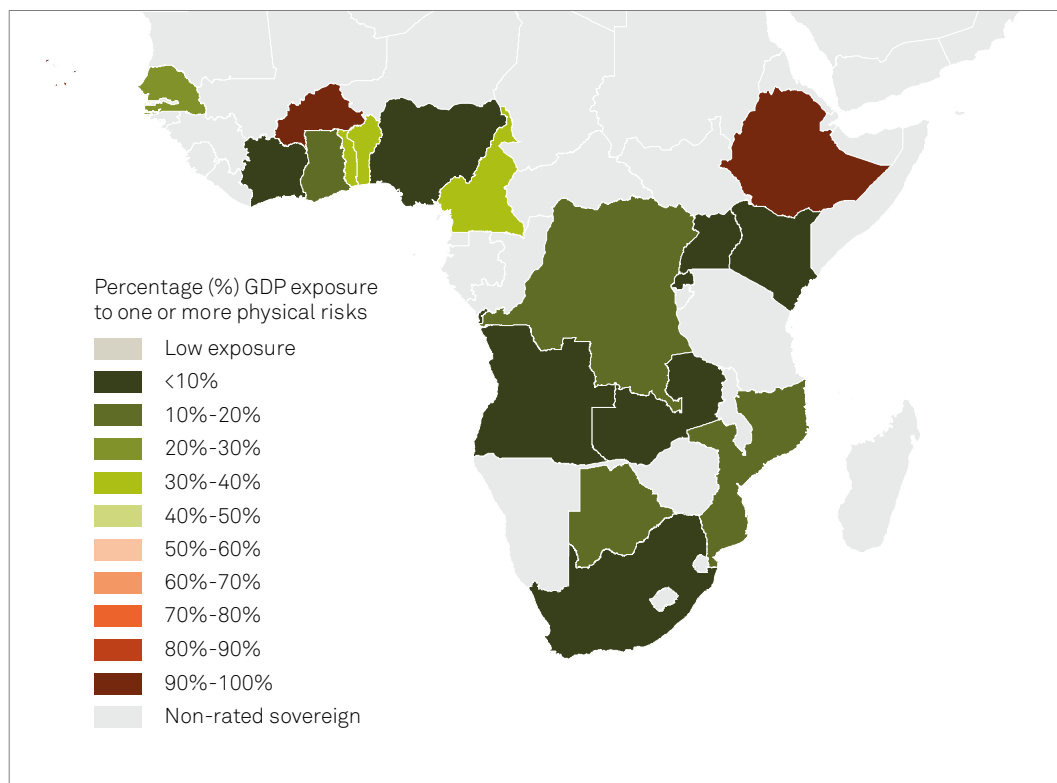 Percentage (%) GDP exposure
to one or more physical risks
Low exposure
<10%
10%-20%
20%-30%
30%-40%
40%-50%
50%-60%
60%-70%
70%-80%
80%-90%
90%-100%
Non-rated sovereign